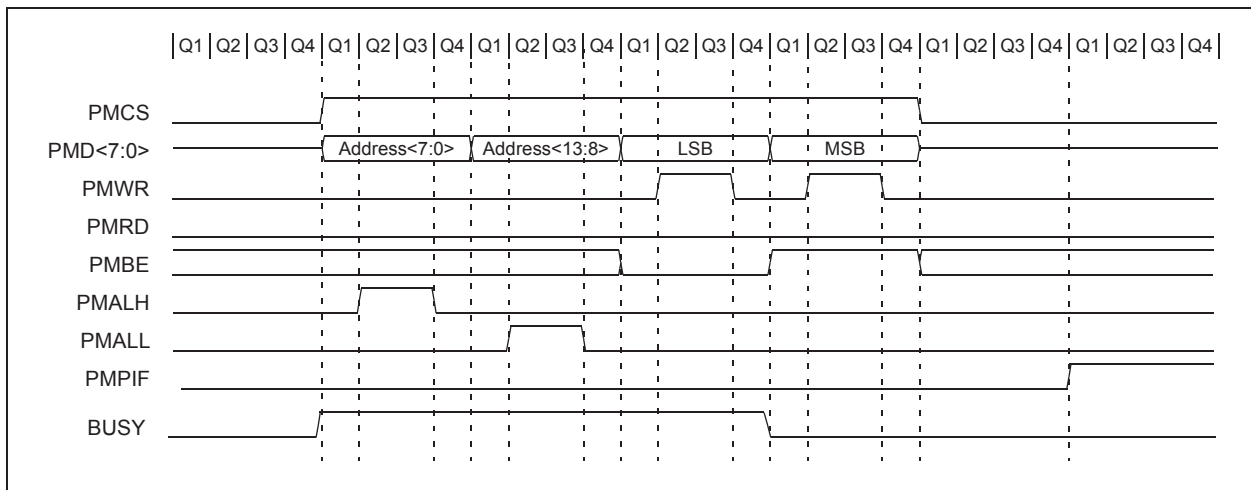 Q1 Q2 Q3 Q4 Q1 Q2 Q3 Q4 Q1 Q2 Q3 Q4 Q1 Q2 Q3 Q4 Q1 Q2 Q3 Q4 Q1 Q2 Q3 Q4 Q1 Q2 Q3 Q4
PMCS
PMD<7:0> Address<7:0> Address<13:8> LSB MSB
PMWR
PMRD
PMBE
PMALH
PMALL
PMPIF
BUSY